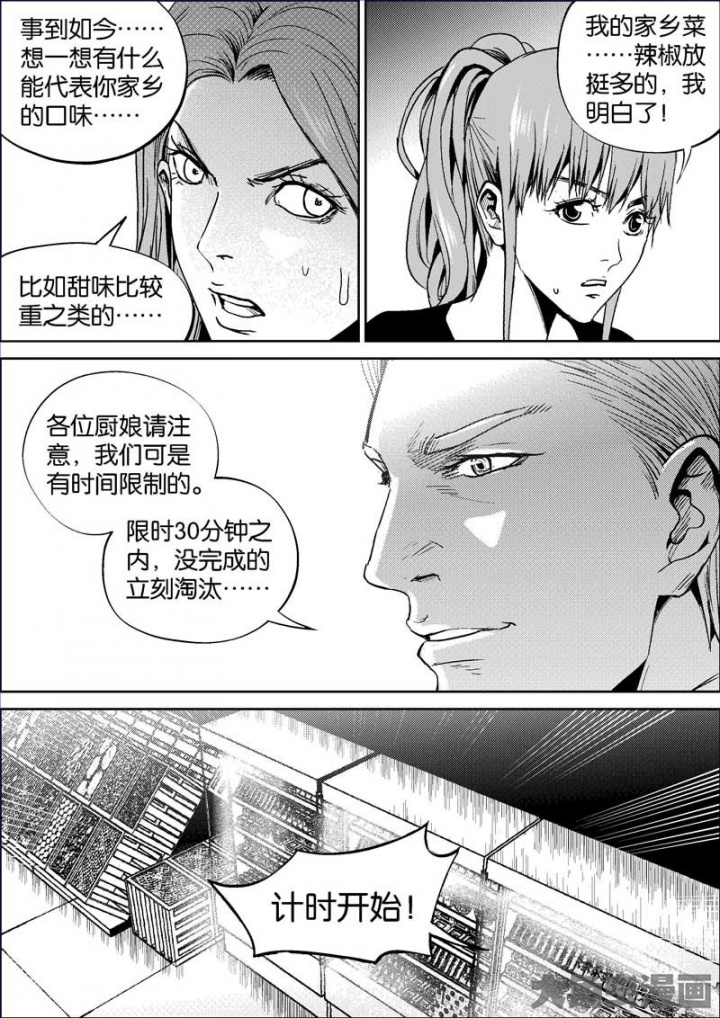 事到如今……
想一想有什么
能代表你家乡
的口味……
比如甜味比较
重之类的……
我的家乡菜
……辣椒放
挺多的，我
明白了！
各位厨娘请注
意，我们可是
有时间限制的。
限时30分钟之
内，没完成的
立刻淘汰……
计时开始！
漫画